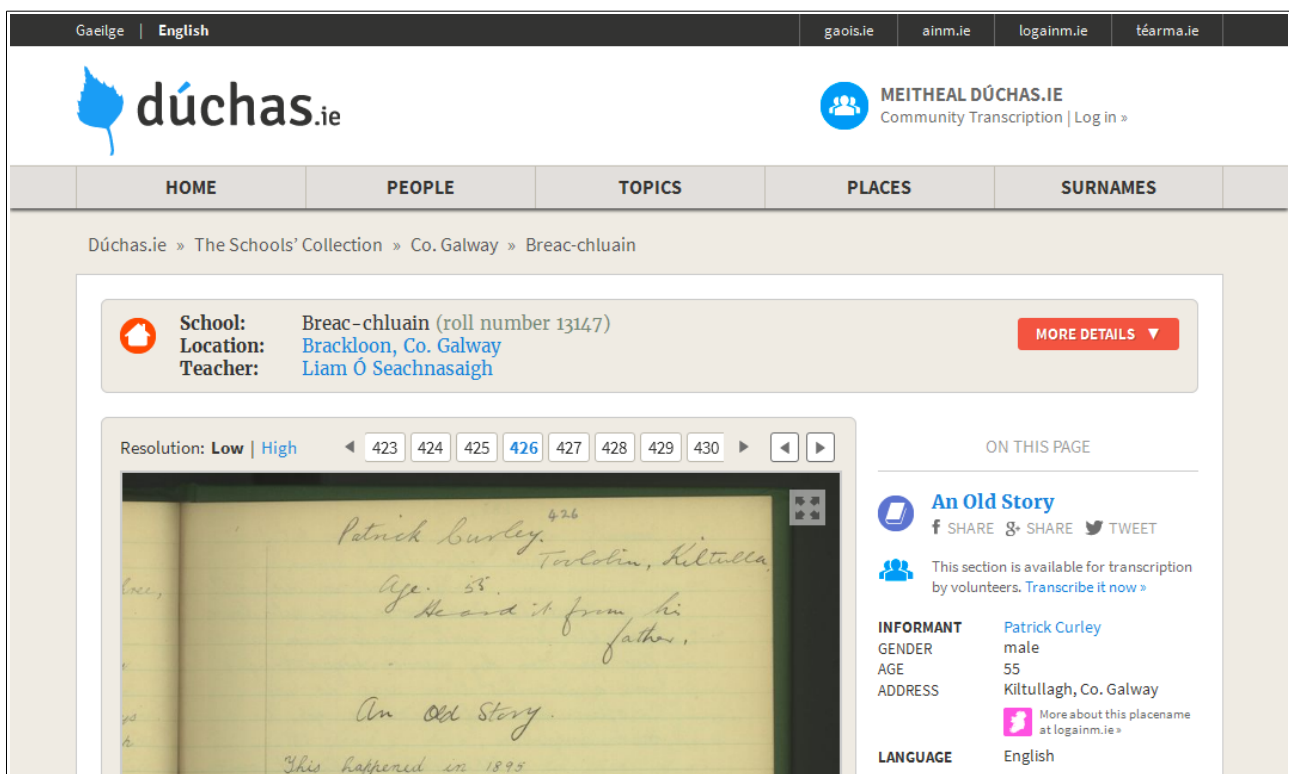 Gaeilge | English
gaois.ie ainm.ie logainm.ie téarma.ie
dúchas.ie
MEITHEAL DÚCHAS.IE
Community Transcription | Log in »
HOME PEOPLE TOPICS PLACES SURNAMES
Dúchas.ie » The Schools' Collection » Co. Galway » Breac-chluain
School: Breac-chluain (roll number 13147)
Location: Brackloon, Co. Galway
Teacher: Liam Ó Seachnasaigh
MORE DETAILS ▼
Resolution: Low | High
◀ 423 424 425 426 427 428 429 430 ▶ ◀ ▶
426
Patrick Curley.
Kiltulla,
Age. 55.
Heard it from his
father.
An Old Story.
This happened in 1895
ON THIS PAGE
An Old Story
SHARE SHARE TWEET
This section is available for transcription
by volunteers. Transcribe it now »
INFORMANT Patrick Curley
GENDER male
AGE 55
ADDRESS Kiltullagh, Co. Galway
More about this placename
at logainm.ie »
LANGUAGE English